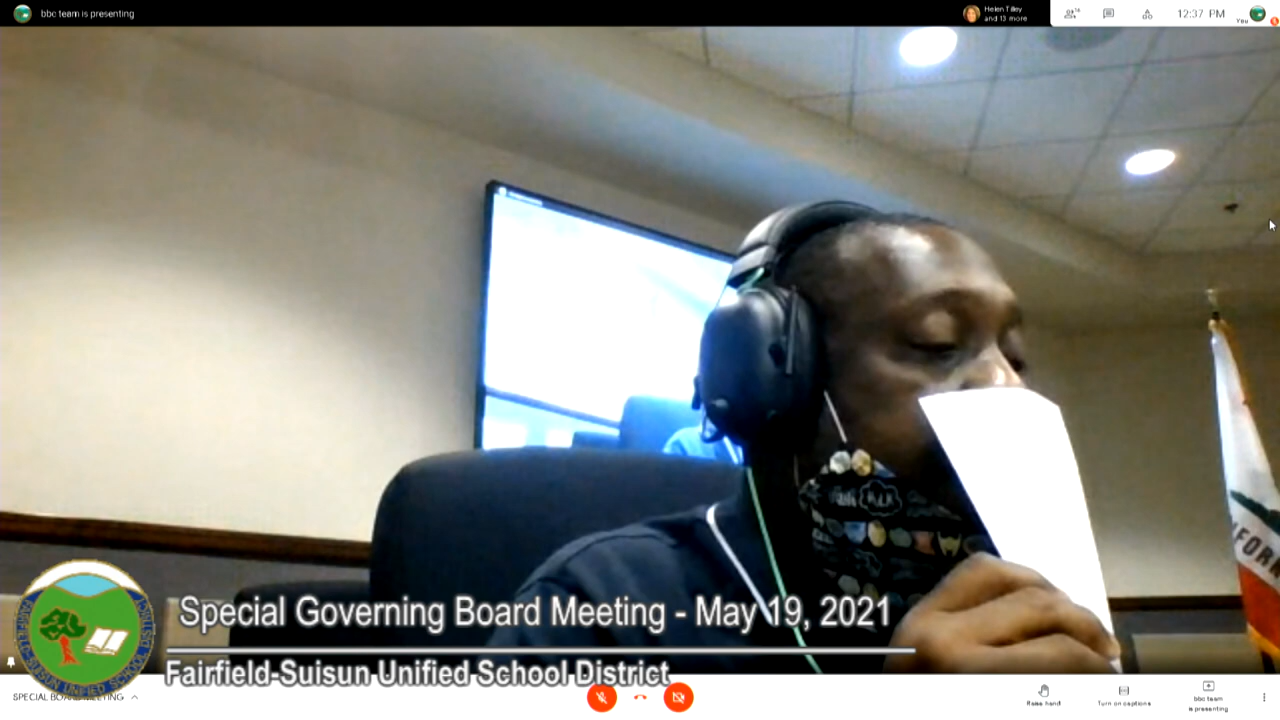 bbc team is presenting
Helen Tilley
and 13 more
14
12:37 PM
You
Special Governing Board Meeting - May 19, 2021
Fairfield-Suisun Unified School District
SPECIAL BOARD MEETING
Raise hand
Turn on captions
bbc team
is presenting